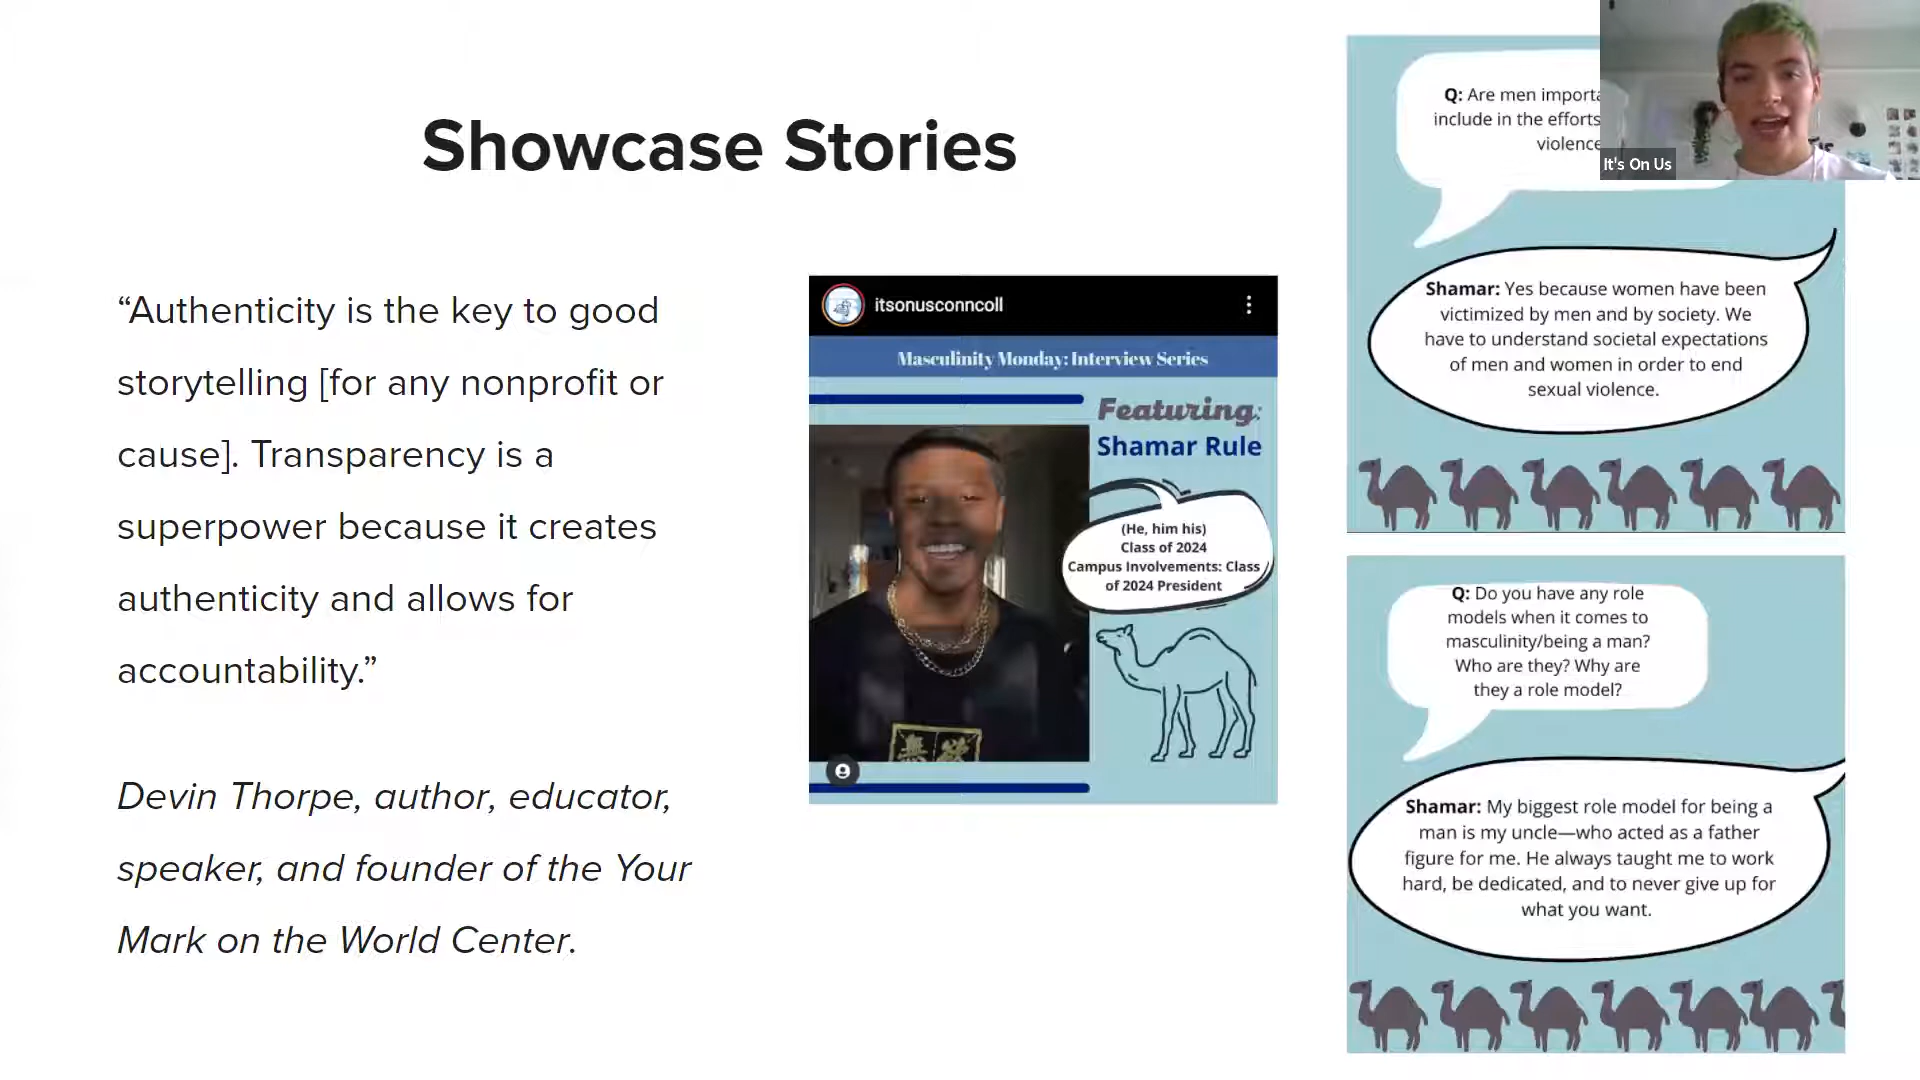 Showcase Stories
“Authenticity is the key to good
storytelling [for any nonprofit or
cause]. Transparency is a
superpower because it creates
authenticity and allows for
accountability.”
Devin Thorpe, author, educator,
speaker, and founder of the Your
Mark on the World Center.
itsonusconncoll
Masculinity Monday: Interview Series
Featuring:
Shamar Rule
(He, him his)
Class of 2024
Campus Involvements: Class
of 2024 President
無欲
Q: Are men
include in the efforts
violence
It's On Us
Shamar: Yes because women have been
victimized by men and by society. We
have to understand societal expectations
of men and women in order to end
sexual violence.
Q: Do you have any role
models when it comes to
masculinity/being a man?
Who are they? Why are
they a role model?
Shamar: My biggest role model for being a
man is my uncle—who acted as a father
figure for me. He always taught me to work
hard, be dedicated, and to never give up for
what you want.